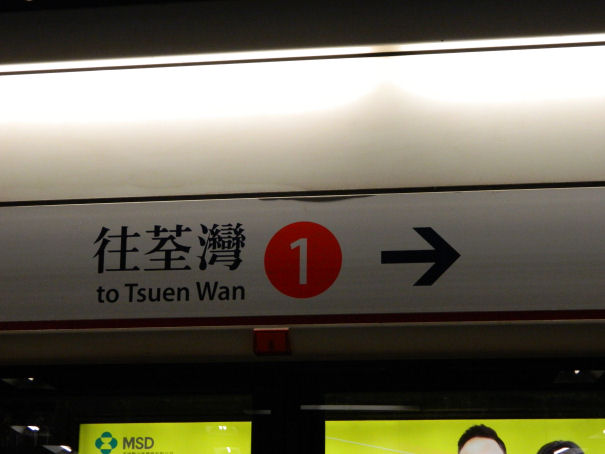 往荃灣 1
to Tsuen Wan
MSD